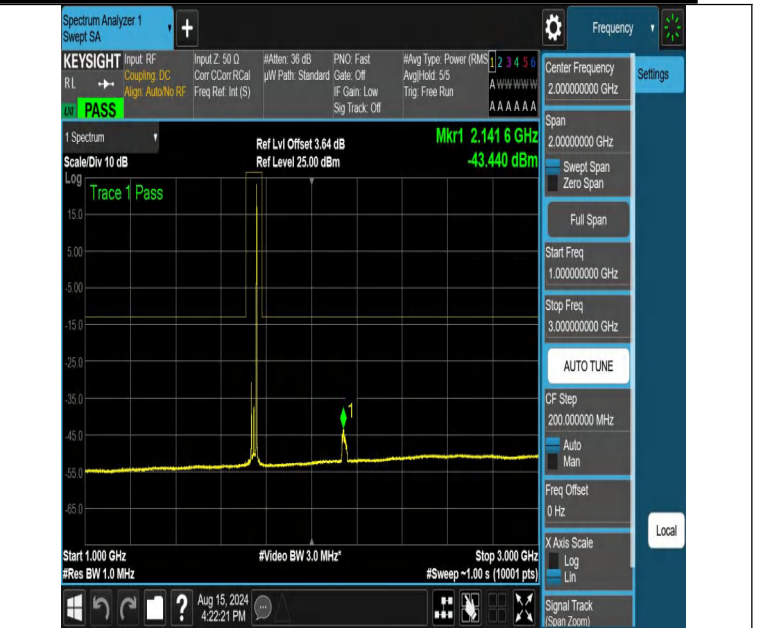 Spectrum Analyzer 1
Swept SA
+
Frequency
KEYSIGHT
RL
PASS
Input: RF
Coupling: DC
Align: Auto/No RF
Input Z: 50 Ω
Corr CCorr RCal
Freq Ref: Int (S)
#Atten: 36 dB
µW Path: Standard
PNO: Fast
Gate: Off
IF Gain: Low
Sig Track: Off
#Avg Type: Power (RMS
Avg|Hold: 5/5
Trig: Free Run
1 2 3 4 5 6
A W W W W W
A A A A A A
1 Spectrum
Scale/Div 10 dB
Ref Lvl Offset 3.64 dB
Ref Level 25.00 dBm
Mkr1 2.141 6 GHz
-43.440 dBm
Log
Trace 1 Pass
15.0
5.00
-5.00
-15.0
-25.0
-35.0
-45.0
-55.0
-65.0
1
Start 1.000 GHz
#Res BW 1.0 MHz
#Video BW 3.0 MHz*
Stop 3.000 GHz
#Sweep ~1.00 s (10001 pts)
Aug 15, 2024
4:22:21 PM
?
Center Frequency
2.000000000 GHz
Span
2.00000000 GHz
Swept Span
Zero Span
Full Span
Start Freq
1.000000000 GHz
Stop Freq
3.000000000 GHz
AUTO TUNE
CF Step
200.000000 MHz
Auto
Man
Freq Offset
0 Hz
X Axis Scale
Log
Lin
Signal Track
(Span Zoom)
Settings
Local